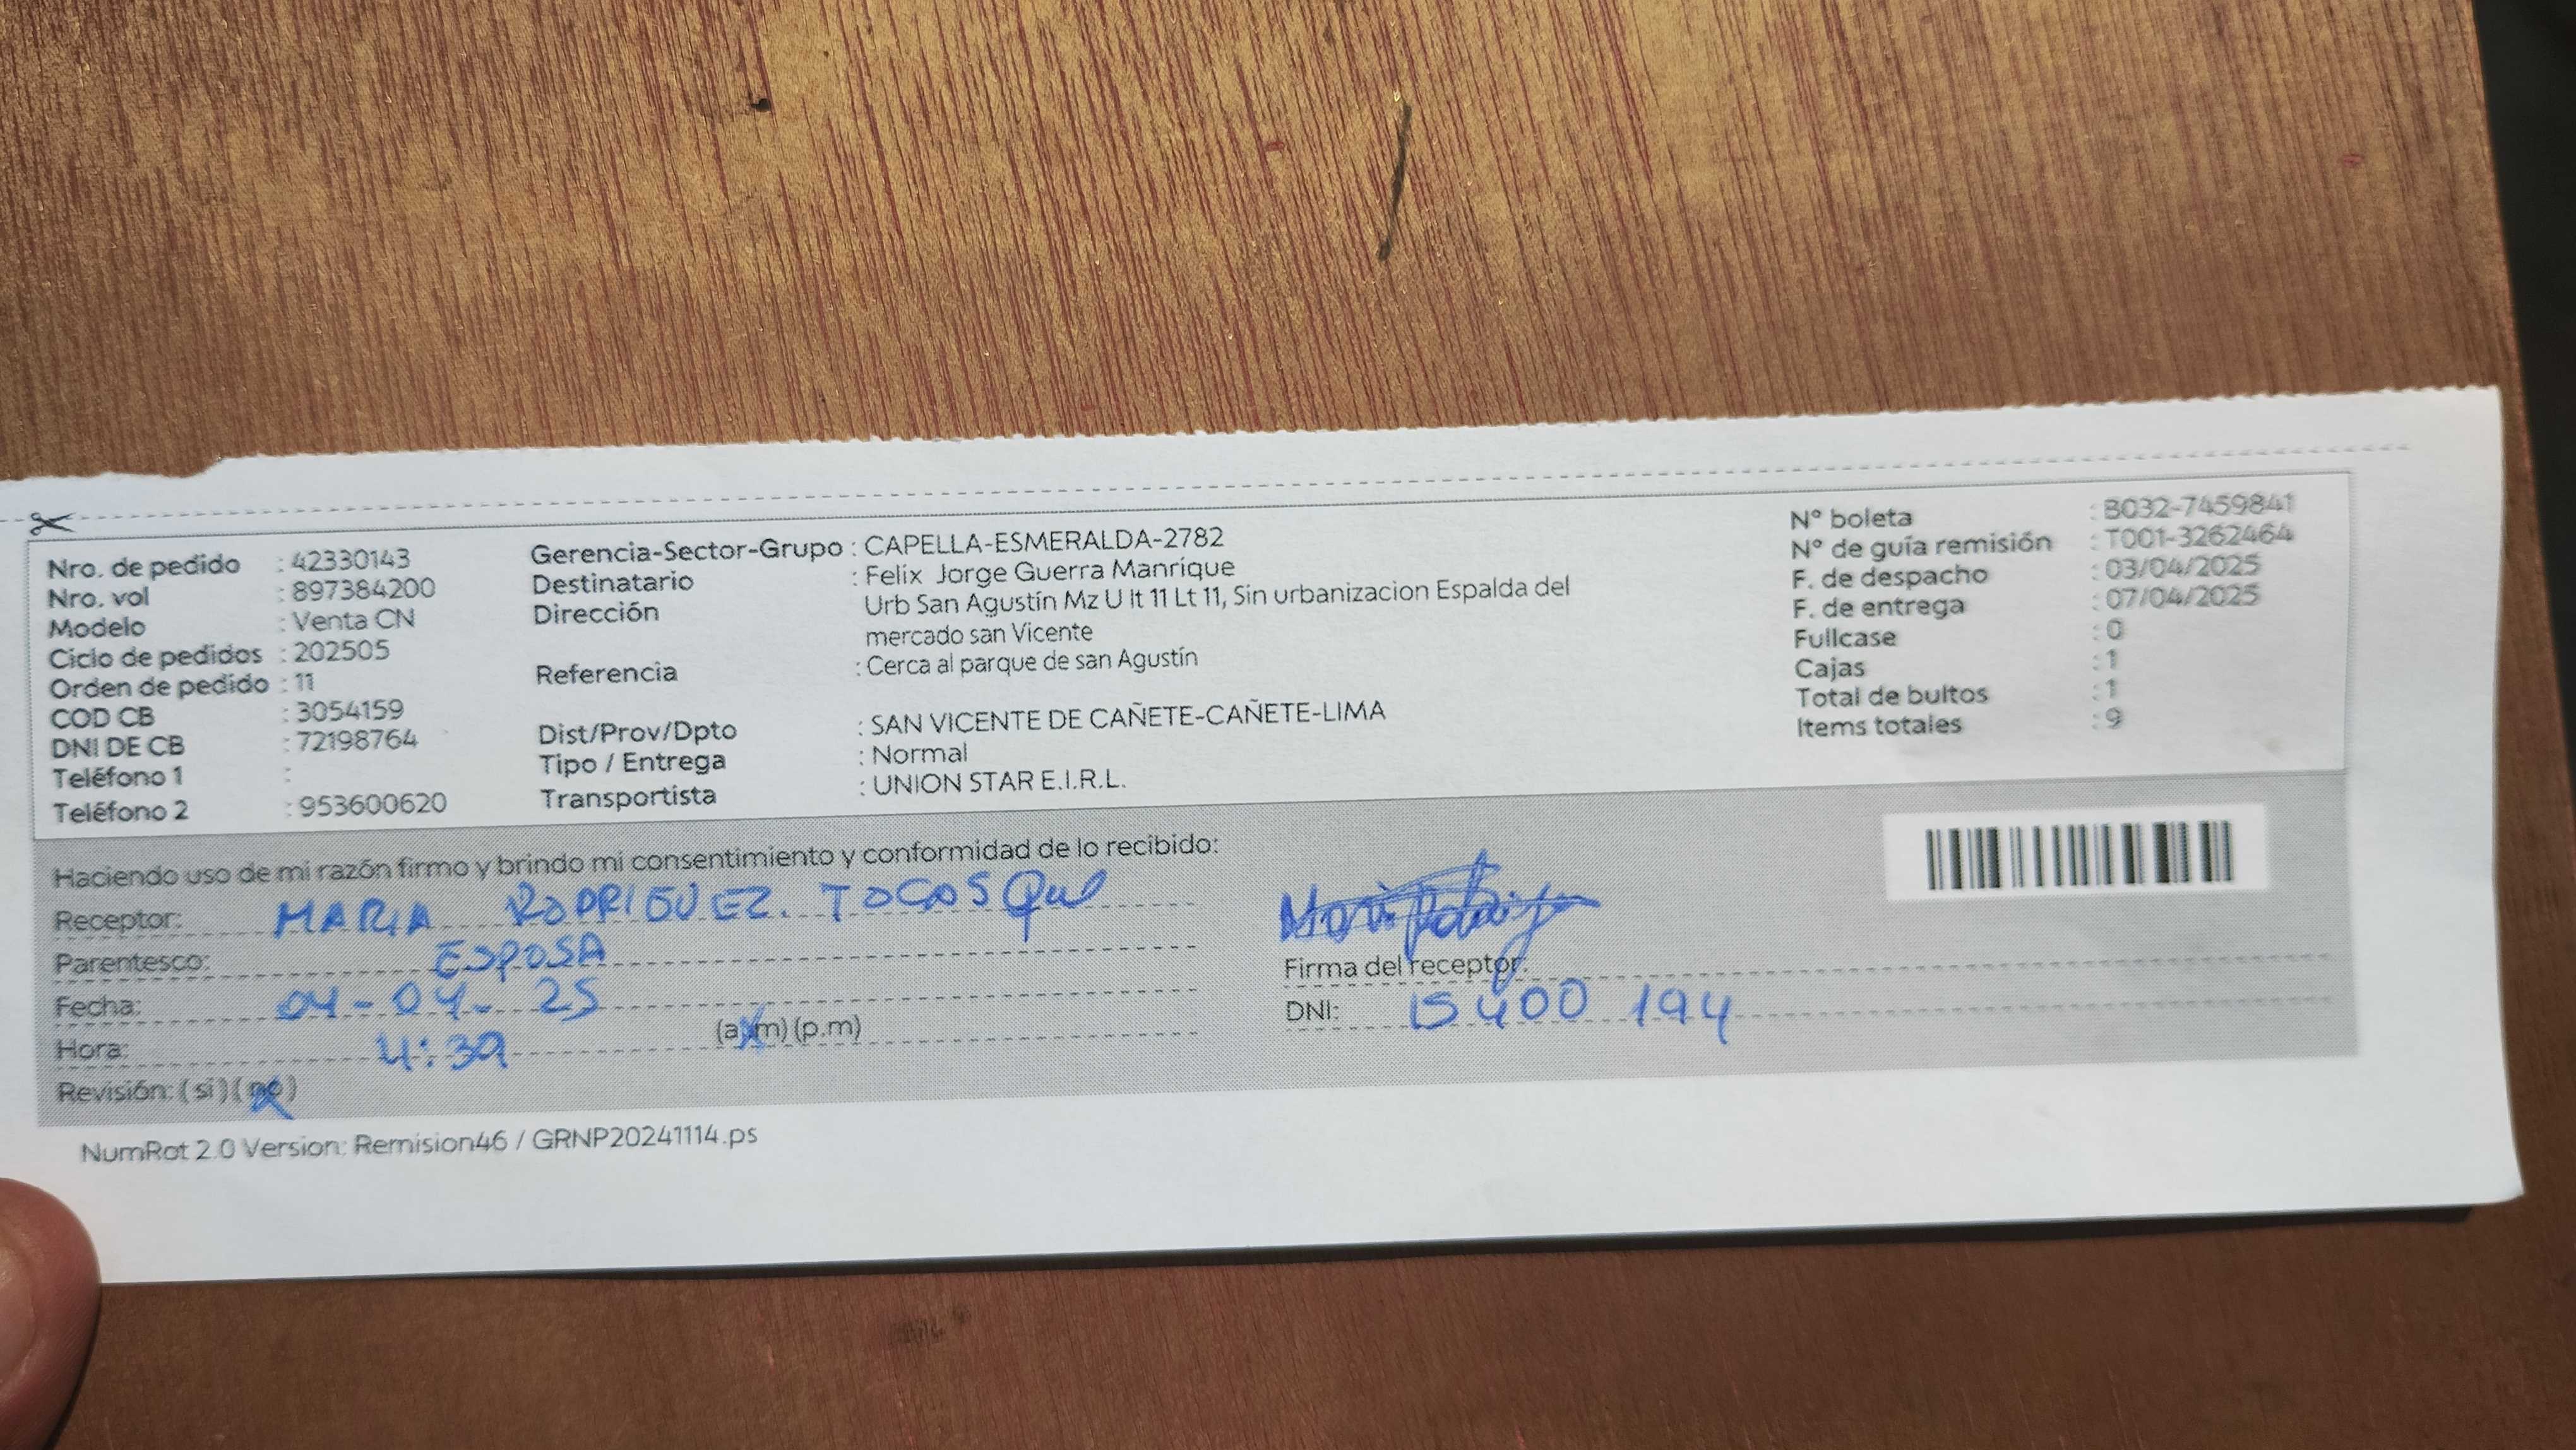 Nro. de pedido : 42330143
Nro. vol : 897384200
Modelo : Venta CN
Ciclo de pedidos : 202505
Orden de pedido : 11
COD CB : 3054159
DNI DE CB : 72198764
Teléfono 1 :
Teléfono 2 : 953600620
Gerencia-Sector-Grupo : CAPELLA-ESMERALDA-2782
Destinatario : Felix Jorge Guerra Manrique
Dirección : Urb San Agustín Mz U lt 11 Lt 11, Sin urbanizacion Espalda del
mercado san Vicente
Referencia : Cerca al parque de san Agustín
Dist/Prov/Dpto : SAN VICENTE DE CAÑETE-CAÑETE-LIMA
Tipo / Entrega : Normal
Transportista : UNION STAR E.I.R.L.
N° boleta : B032-7459841
N° de guía remisión : T001-3262464
F. de despacho : 03/04/2025
F. de entrega : 07/04/2025
Fullcase : 0
Cajas : 1
Total de bultos : 1
Items totales : 9
Haciendo uso de mi razón firmo y brindo mi consentimiento y conformidad de lo recibido:
Receptor: MARIA RODRIGUEZ. TOCAS Que
Parentesco: ESPOSA
Fecha: 04-04-25
Hora: 4:39 (a.m) (p.m)
Revisión: (si) (no)
Firma del receptor:
DNI: 15400194
NumRot 2.0 Version: Remision46 / GRNP20241114.ps